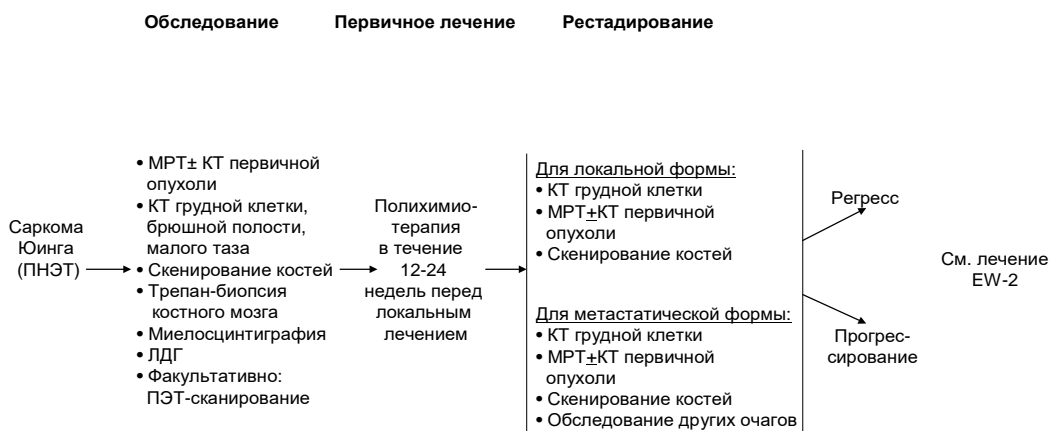 Обследование
Первичное лечение
Рестадирование
Саркома
Юинга
(ПНЭТ)
• МРТ± КТ первичной
опухоли
• КТ грудной клетки,
брюшной полости,
малого таза
• Скенирование костей
• Трепан-биопсия
костного мозга
• Миелосцинтиграфия
• ЛДГ
• Факультативно:
ПЭТ-сканирование
Полихимио-
терапия
в течение
12-24
недель перед
локальным
лечением
Для локальной формы:
• КТ грудной клетки
• МРТ±КТ первичной
опухоли
• Скенирование костей
Для метастатической формы:
• КТ грудной клетки
• МРТ±КТ первичной
опухоли
• Скенирование костей
• Обследование других очагов
Регресс
Прогрес-
сирование
См. лечение
EW-2